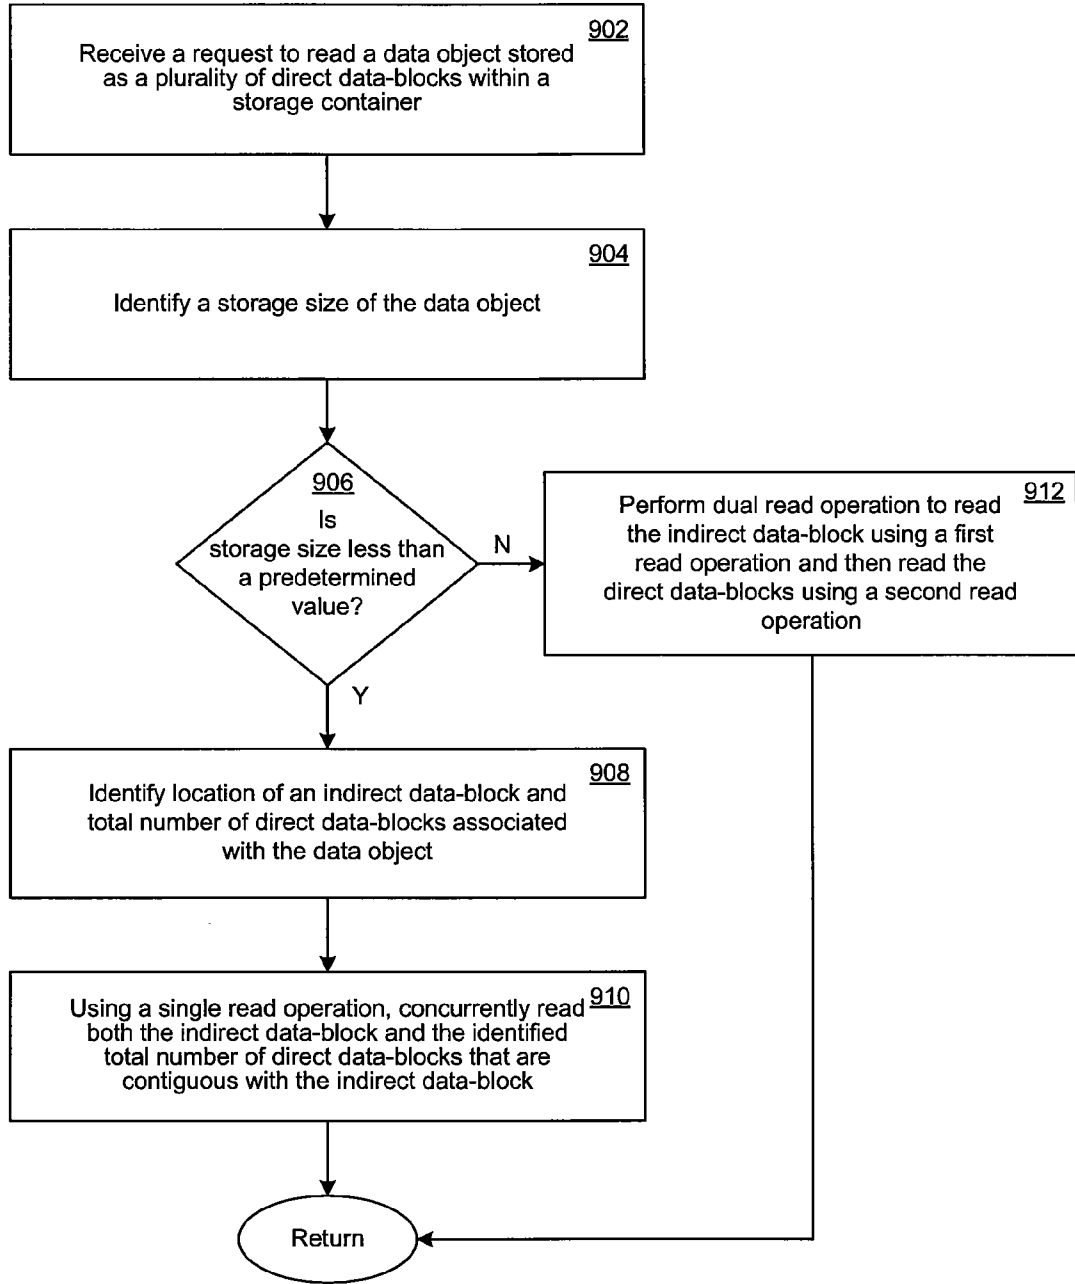 902
Receive a request to read a data object stored
as a plurality of direct data-blocks within a
storage container
904
Identify a storage size of the data object
906
Is
storage size less than
a predetermined
value?
N
912
Perform dual read operation to read
the indirect data-block using a first
read operation and then read the
direct data-blocks using a second read
operation
Y
908
Identify location of an indirect data-block and
total number of direct data-blocks associated
with the data object
910
Using a single read operation, concurrently read
both the indirect data-block and the identified
total number of direct data-blocks that are
contiguous with the indirect data-block
Return